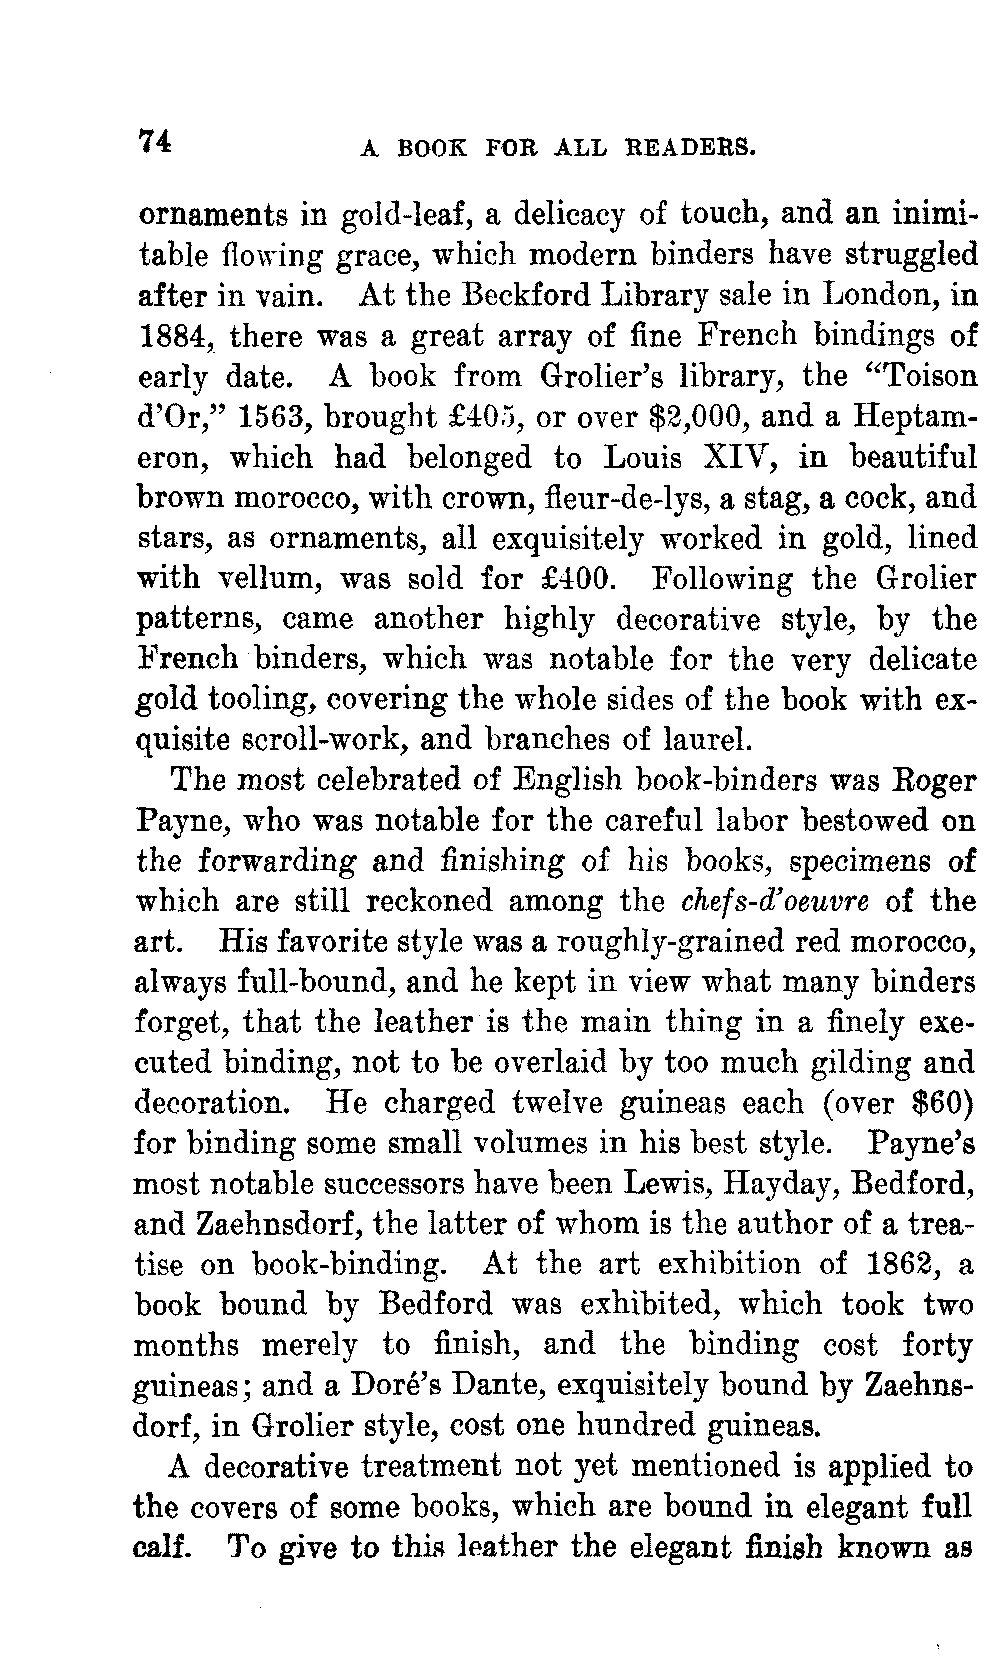 74
A BOOK FOR ALL READERS.
ornaments in gold-leaf, a delicacy of touch, and an inimi-
table flowing grace, which modern binders have struggled
after in vain. At the Beckford Library sale in London, in
1884, there was a great array of fine French bindings of
early date. A book from Grolier's library, the “Toison
d'Or,” 1563, brought £405, or over $2,000, and a Heptam-
eron, which had belonged to Louis XIV, in beautiful
brown morocco, with crown, fleur-de-lys, a stag, a cock, and
stars, as ornaments, all exquisitely worked in gold, lined
with vellum, was sold for £400. Following the Grolier
patterns, came another highly decorative style, by the
French binders, which was notable for the very delicate
gold tooling, covering the whole sides of the book with ex-
quisite scroll-work, and branches of laurel.
The most celebrated of English book-binders was Roger
Payne, who was notable for the careful labor bestowed on
the forwarding and finishing of his books, specimens of
which are still reckoned among the chefs-d'oeuvre of the
art. His favorite style was a roughly-grained red morocco,
always full-bound, and he kept in view what many binders
forget, that the leather is the main thing in a finely exe-
cuted binding, not to be overlaid by too much gilding and
decoration. He charged twelve guineas each (over $60)
for binding some small volumes in his best style. Payne's
most notable successors have been Lewis, Hayday, Bedford,
and Zaehnsdorf, the latter of whom is the author of a trea-
tise on book-binding. At the art exhibition of 1862, a
book bound by Bedford was exhibited, which took two
months merely to finish, and the binding cost forty
guineas; and a Doré's Dante, exquisitely bound by Zaehns-
dorf, in Grolier style, cost one hundred guineas.
A decorative treatment not yet mentioned is applied to
the covers of some books, which are bound in elegant full
calf. To give to this leather the elegant finish known as